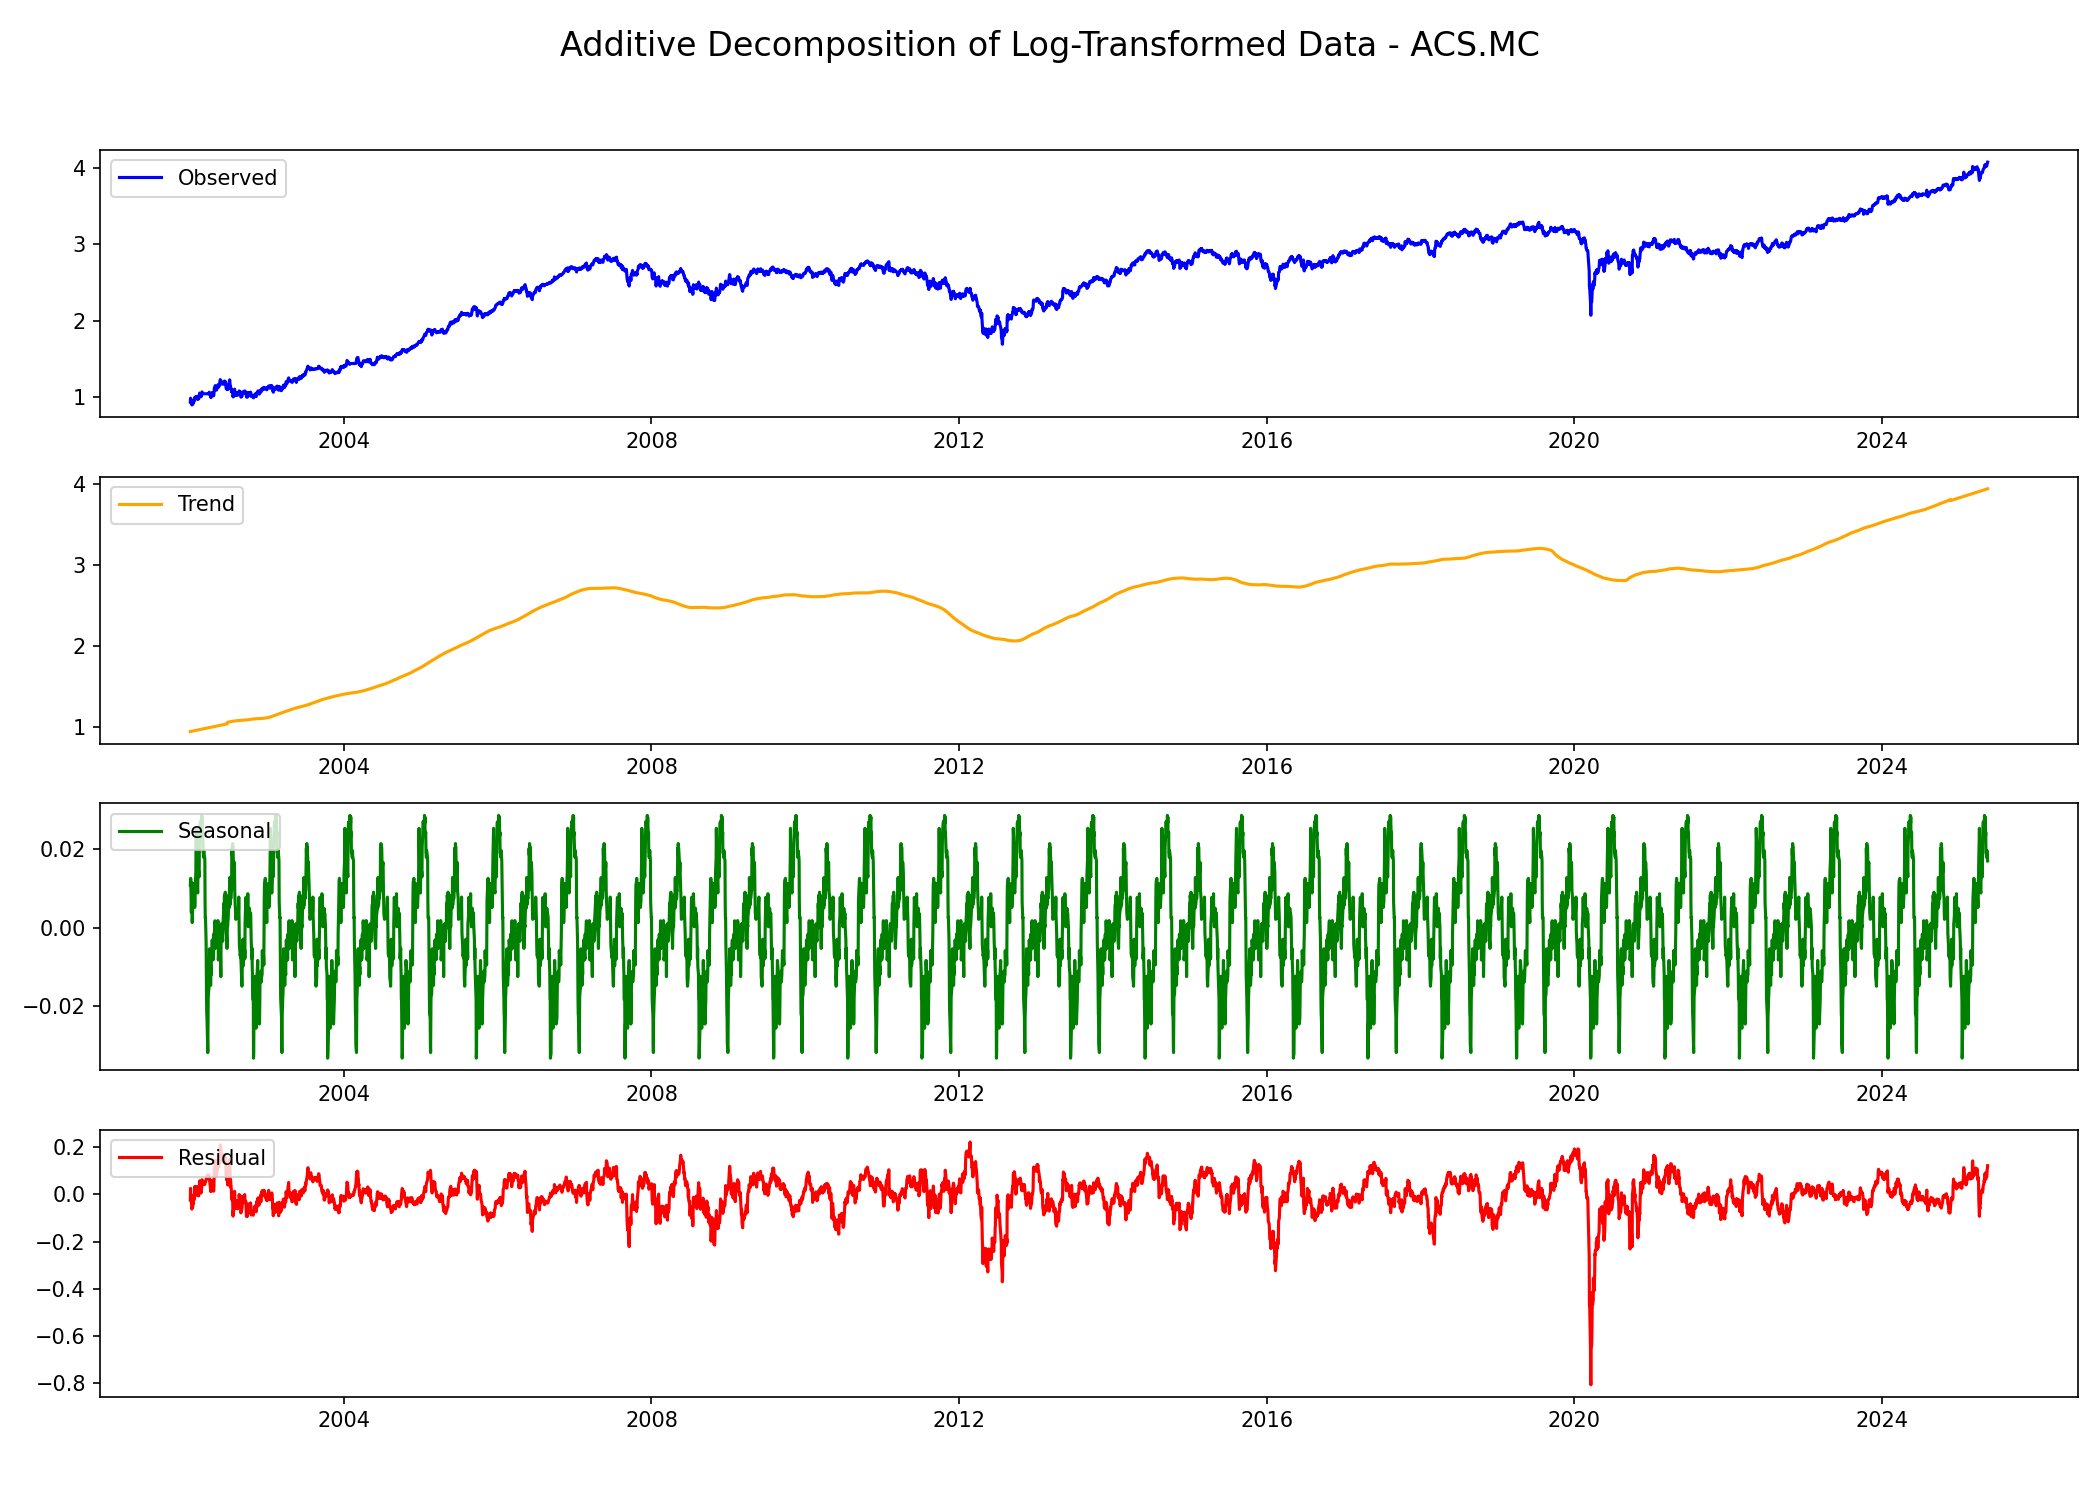 Additive Decomposition of Log-Transformed Data - ACS.MC
4
3
2
1
Observed
2004 2008 2012 2016 2020 2024
4
3
2
1
Trend
2004 2008 2012 2016 2020 2024
0.02
0.00
−0.02
Seasonal
2004 2008 2012 2016 2020 2024
0.2
0.0
−0.2
−0.4
−0.6
−0.8
Residual
2004 2008 2012 2016 2020 2024